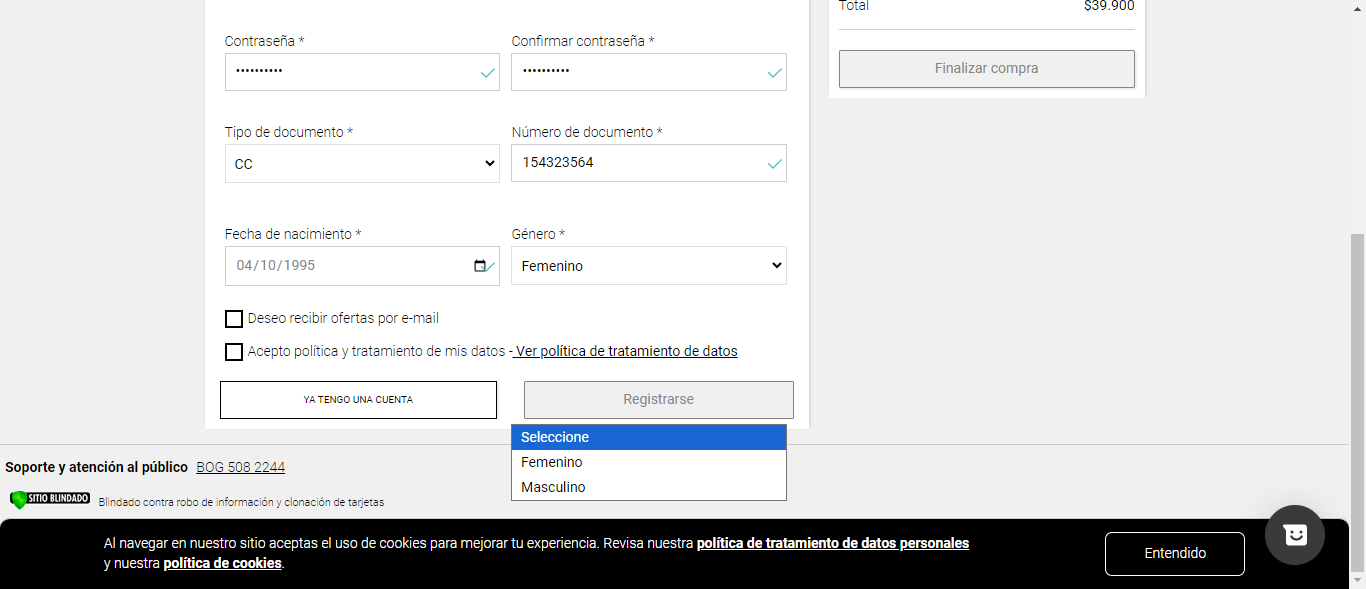 Total $39.900
Contraseña * Confirmar contraseña *
•••••••••• ••••••••••
Finalizar compra
Tipo de documento * Número de documento *
CC 154323564
Fecha de nacimiento * Género *
04/10/1995 Femenino
Deseo recibir ofertas por e-mail
Acepto política y tratamiento de mis datos - Ver política de tratamiento de datos
YA TENGO UNA CUENTA Registrarse
Seleccione
Femenino
Masculino
Soporte y atención al público BOG 508 2244
SITIO BLINDADO Blindado contra robo de información y clonación de tarjetas
Al navegar en nuestro sitio aceptas el uso de cookies para mejorar tu experiencia. Revisa nuestra política de tratamiento de datos personales
y nuestra política de cookies.
Entendido